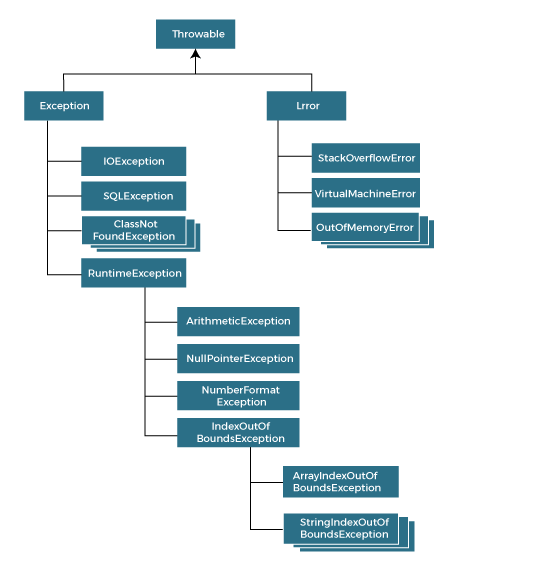 Throwable
Exception
Lrror
IOException
StackOverflowError
SQLException
VirtualMachineError
ClassNot
FoundException
OutOfMemoryError
RuntimeException
ArithmeticException
NullPointerException
NumberFormat
Exception
IndexOutOf
BoundsException
ArrayIndexOutOf
BoundsException
StringIndexOutOf
BoundsException